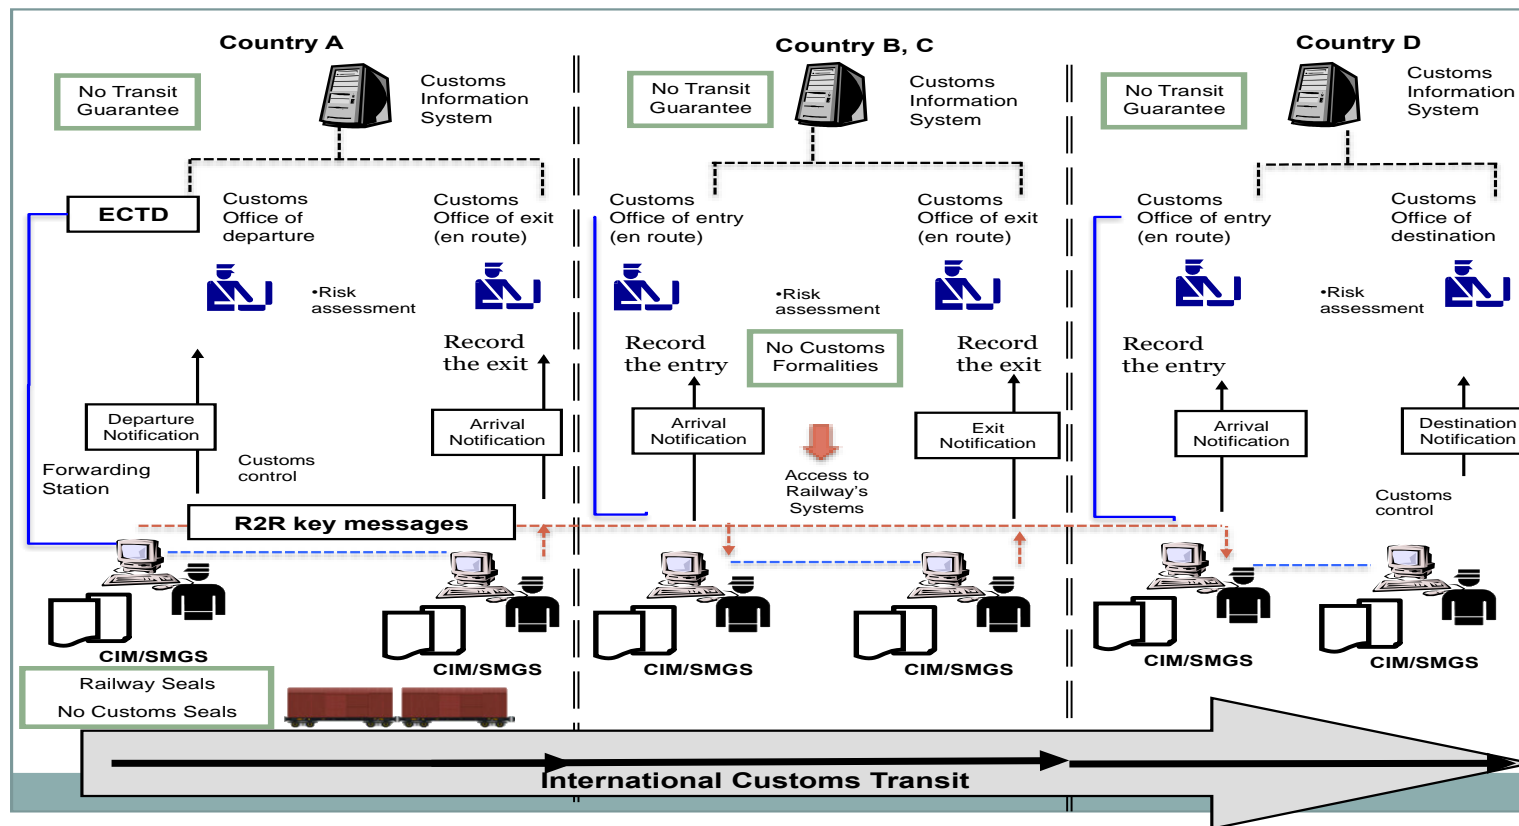 Country A
Country B, C
Country D
No Transit
Guarantee
Customs
Information
System
No Transit
Guarantee
Customs
Information
System
No Transit
Guarantee
Customs
Information
System
ECTD
Customs
Office of
departure
Customs
Office of exit
(en route)
Customs
Office of entry
(en route)
Customs
Office of exit
(en route)
Customs
Office of entry
(en route)
Customs
Office of
destination
•Risk
assessment
•Risk
assessment
•Risk
assessment
Record
the exit
Record
the entry
No Customs
Formalities
Record
the exit
Record
the entry
Departure
Notification
Arrival
Notification
Arrival
Notification
Exit
Notification
Arrival
Notification
Destination
Notification
Forwarding
Station
Customs
control
Access to
Railway's
Systems
Customs
control
R2R key messages
CIM/SMGS
CIM/SMGS
CIM/SMGS
CIM/SMGS
CIM/SMGS
CIM/SMGS
Railway Seals
No Customs Seals
International Customs Transit